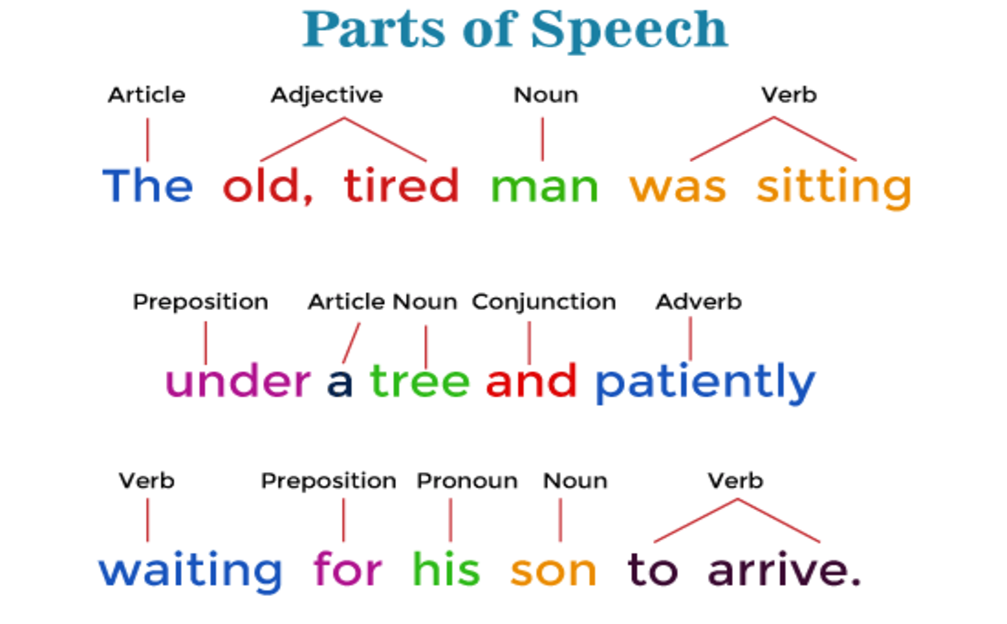 Parts of Speech
Article Adjective Noun Verb
The old, tired man was sitting
Preposition Article Noun Conjunction Adverb
under a tree and patiently
Verb Preposition Pronoun Noun Verb
waiting for his son to arrive.